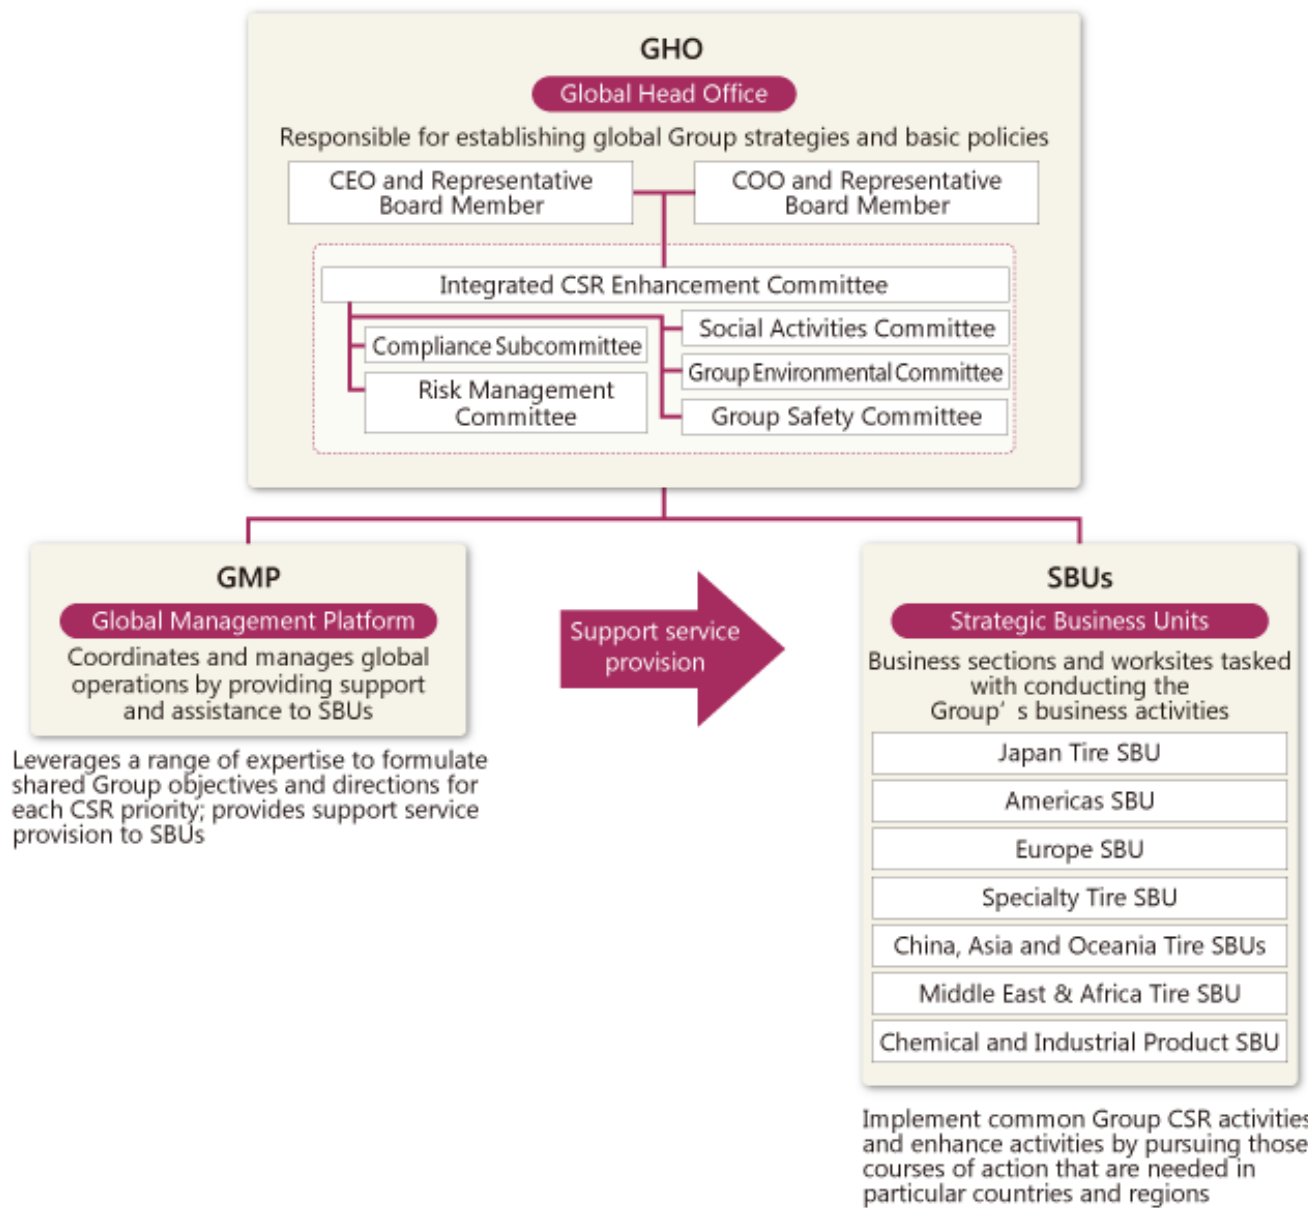 GHO
Global Head Office
Responsible for establishing global Group strategies and basic policies
CEO and Representative
Board Member
COO and Representative
Board Member
Integrated CSR Enhancement Committee
Compliance Subcommittee
Risk Management
Committee
Social Activities Committee
Group Environmental Committee
Group Safety Committee
GMP
Global Management Platform
Coordinates and manages global
operations by providing support
and assistance to SBUs
Leverages a range of expertise to formulate
shared Group objectives and directions for
each CSR priority; provides support service
provision to SBUs
Support service
provision
SBUs
Strategic Business Units
Business sections and worksites tasked
with conducting the
Group’ s business activities
Japan Tire SBU
Americas SBU
Europe SBU
Specialty Tire SBU
China, Asia and Oceania Tire SBUs
Middle East & Africa Tire SBU
Chemical and Industrial Product SBU
Implement common Group CSR activities
and enhance activities by pursuing those
courses of action that are needed in
particular countries and regions